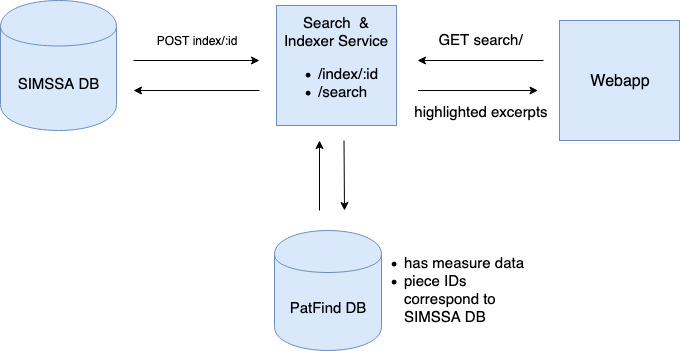 SIMSSA DB
POST index/:id
Search & 
Indexer Service
• /index/:id
• /search
GET search/
highlighted excerpts
Webapp
PatFind DB
• has measure data
• piece IDs
correspond to
SIMSSA DB